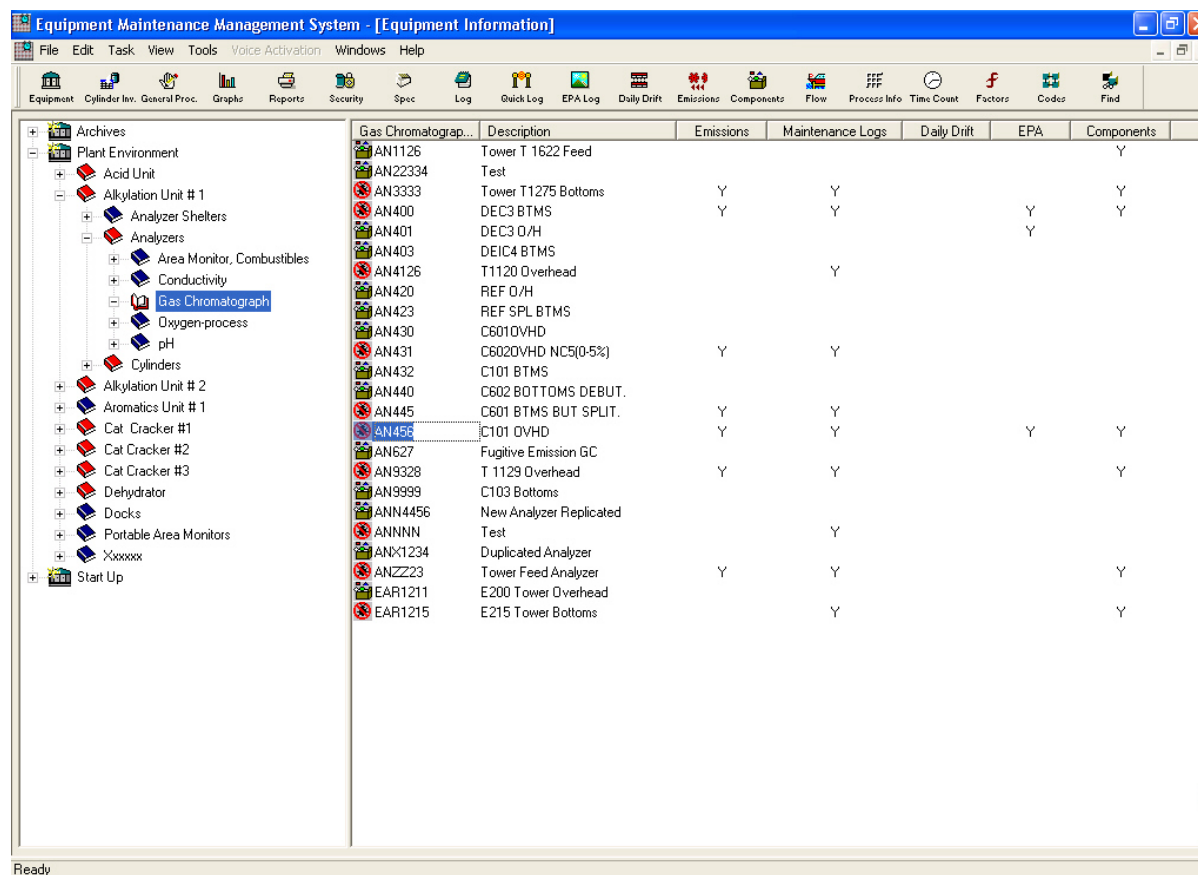 Equipment Maintenance Management System - [Equipment Information]
File Edit Task View Tools Voice Activation Windows Help
Equipment Cylinder Inv. General Proc. Graphs Reports Security Spec Log Quick Log EPA Log Daily Drift Emissions Components Flow Process Info Time Count Factors Codes Find
Archives
Plant Environment
Acid Unit
Alkylation Unit # 1
Analyzer Shelters
Analyzers
Area Monitor, Combustibles
Conductivity
Gas Chromatograph
Oxygen-process
pH
Cylinders
Alkylation Unit # 2
Aromatics Unit # 1
Cat Cracker #1
Cat Cracker #2
Cat Cracker #3
Dehydrator
Docks
Portable Area Monitors
Xxxxxx
Start Up
Gas Chromatograp... Description Emissions Maintenance Logs Daily Drift EPA Components
AN1126 Tower T 1622 Feed Y
AN22334 Test
AN3333 Tower T1275 Bottoms Y Y Y
AN400 DEC3 BTMS Y Y Y Y
AN401 DEC3 O/H Y
AN403 DEIC4 BTMS
AN4126 T1120 Overhead Y
AN420 REF O/H
AN423 REF SPL BTMS
AN430 C601OVHD
AN431 C602OVHD NC5(0-5%) Y Y
AN432 C101 BTMS
AN440 C602 BOTTOMS DEBUT.
AN445 C601 BTMS BUT SPLIT. Y Y
AN456 C101 OVHD Y Y Y Y
AN627 Fugitive Emission GC
AN9328 T 1129 Overhead Y Y Y
AN9999 C103 Bottoms
ANN4456 New Analyzer Replicated
ANNNN Test Y
ANX1234 Duplicated Analyzer
ANZZ23 Tower Feed Analyzer Y Y Y
EAR1211 E200 Tower Overhead
EAR1215 E215 Tower Bottoms Y Y
Ready